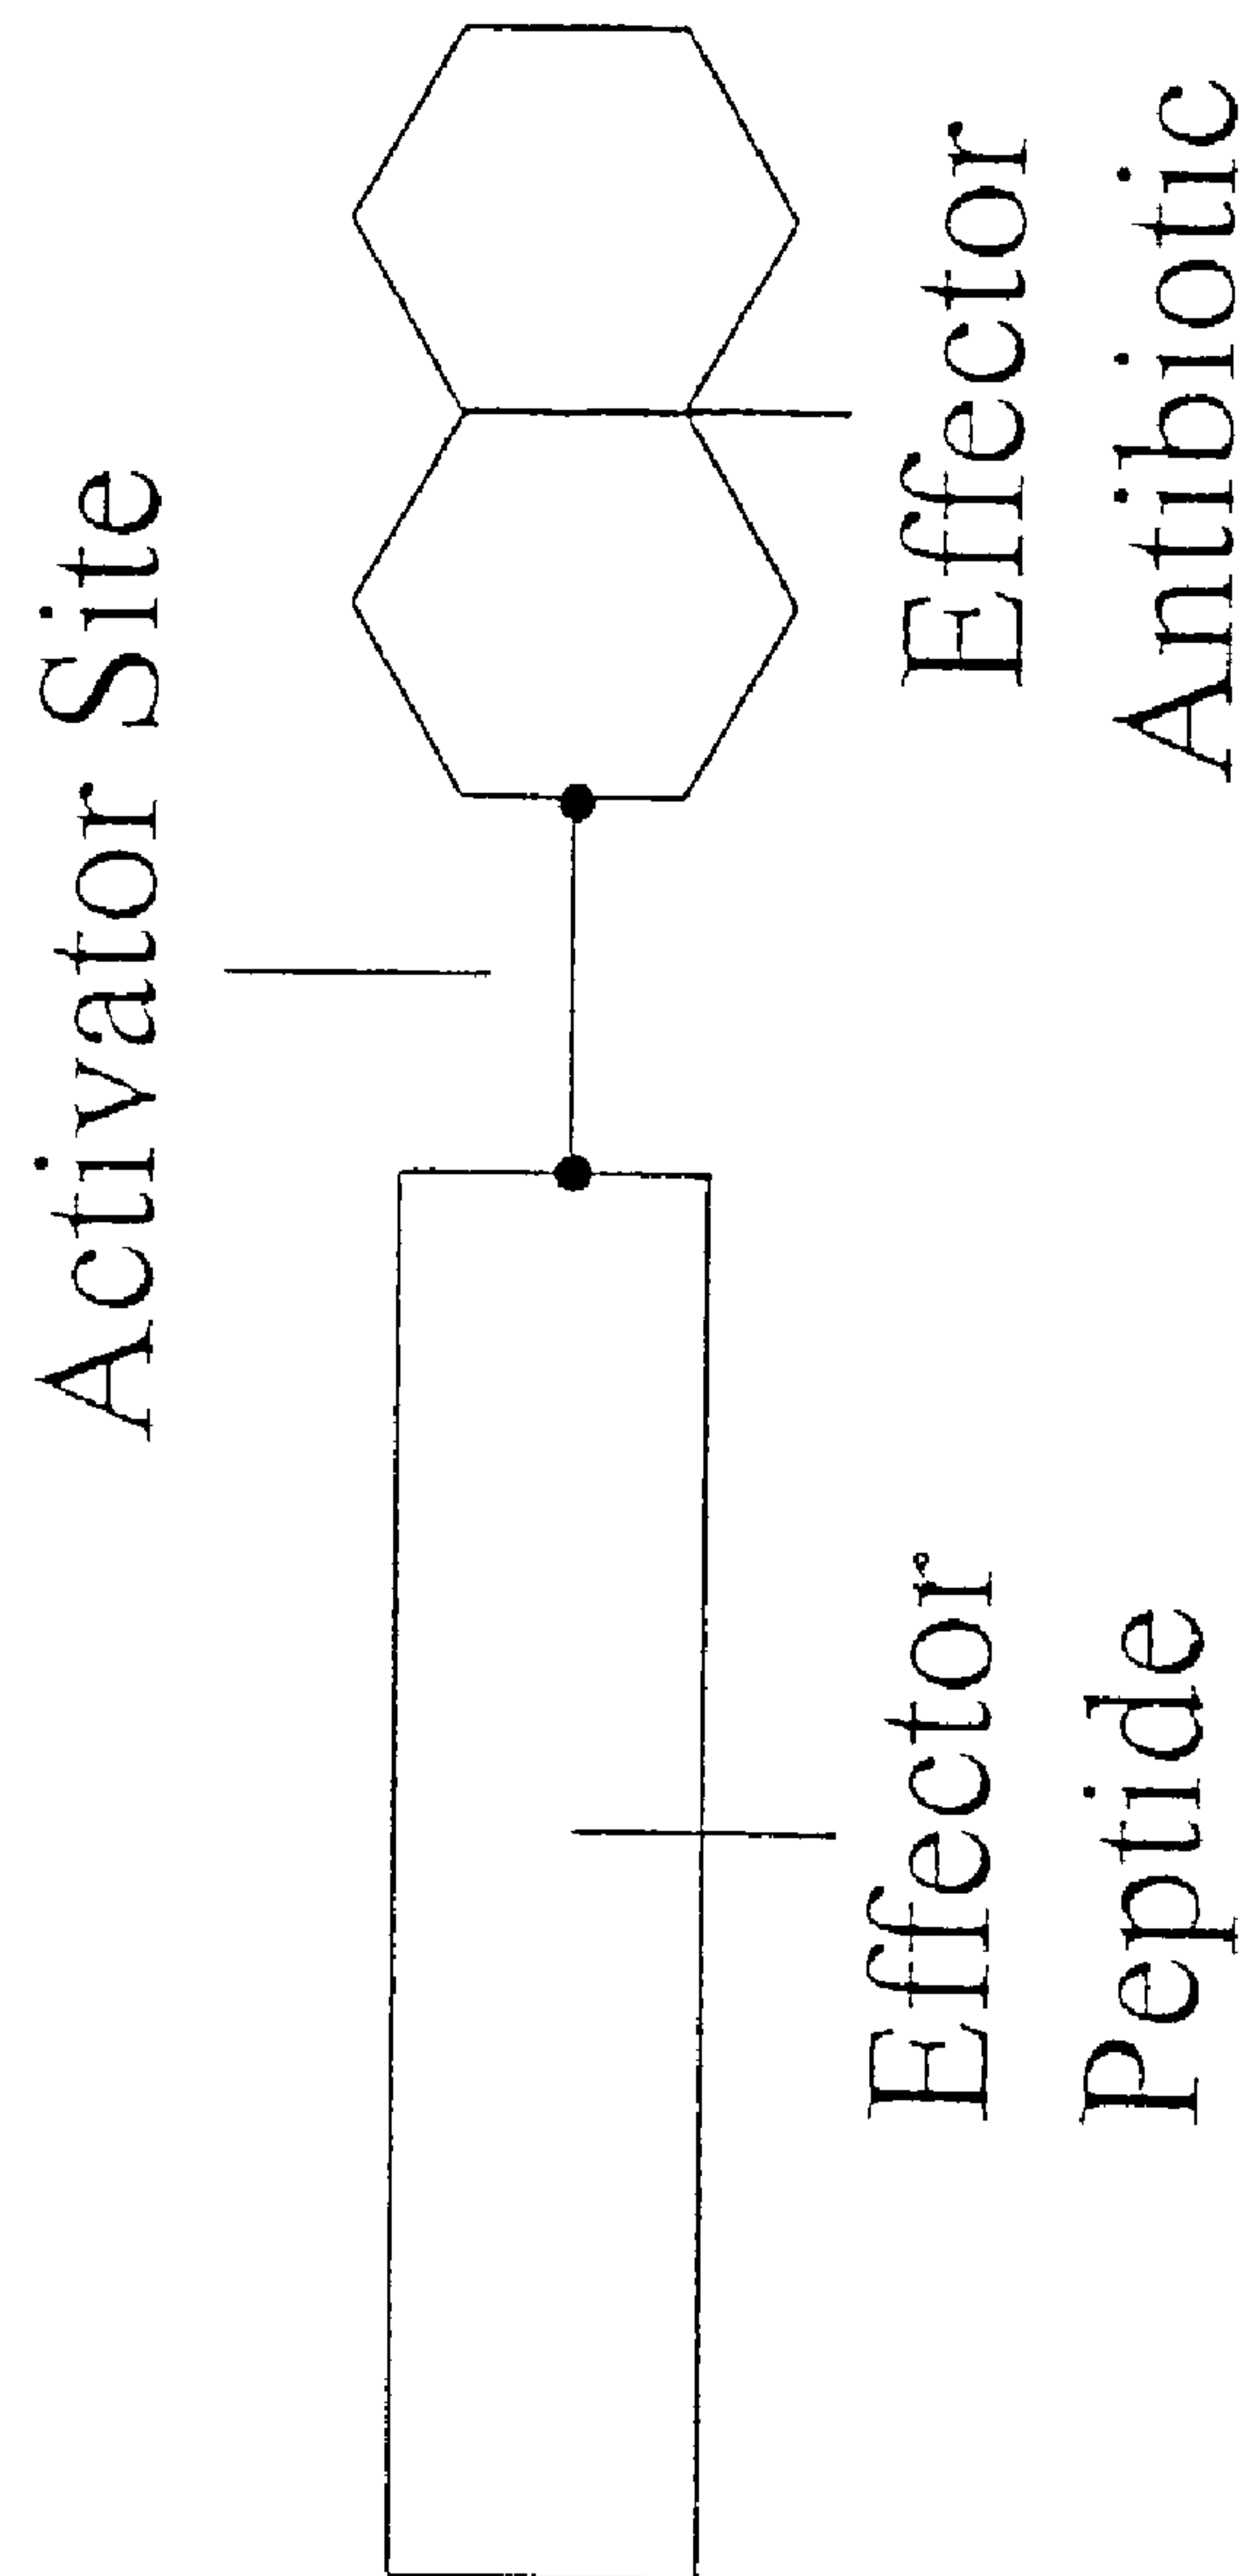 Activator Site
Effector
Peptide
Effector
Antibiotic